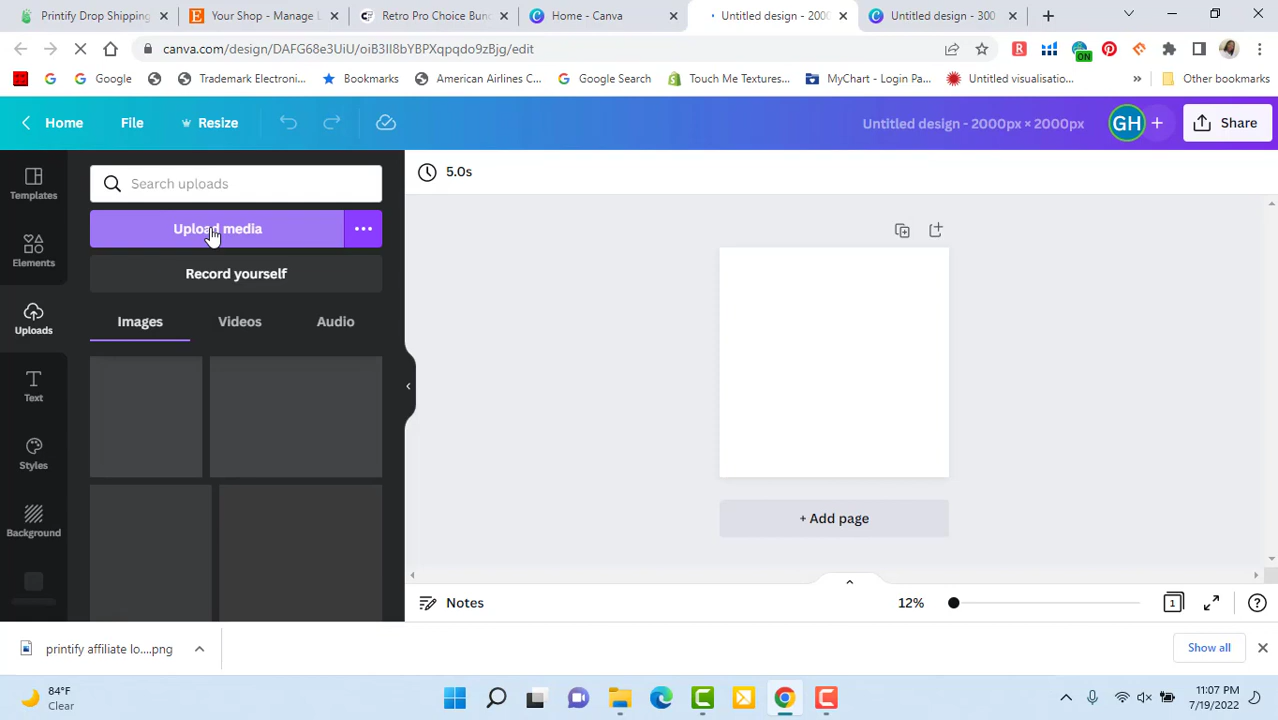 Printify Drop Shipping
Your Shop - Manage L
Retro Pro Choice Bun
Home - Canva
Untitled design - 200
Untitled design - 300
canva.com/design/DAFG68e3UiU/oiB3II8bYBPXqpqdo9zBjg/edit
ON
Google
Trademark Electroni...
Bookmarks
American Airlines C...
Google Search
Touch Me Textures...
MyChart - Login Pa...
Untitled visualisatio...
»
Other bookmarks
Home
File
Resize
Untitled design - 2000px × 2000px
GH
+
Share
Templates
Elements
Uploads
Text
Styles
Background
Search uploads
Upload media
Record yourself
Images
Videos
Audio
5.0s
+ Add page
Notes
12%
1
?
printify affiliate lo....png
Show all
84°F
Clear
11:07 PM
7/19/2022